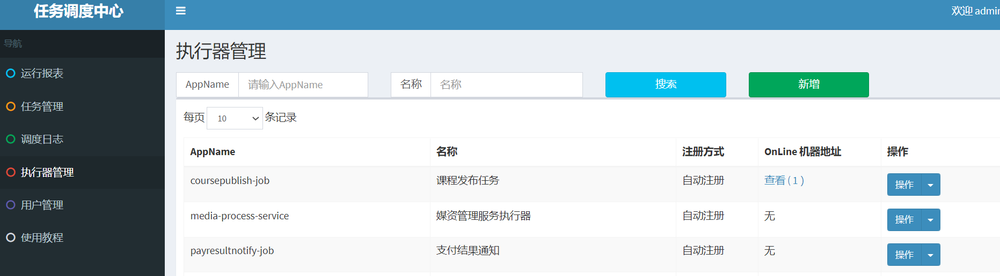 任务调度中心
欢迎 admin
导航
运行报表
任务管理
调度日志
执行器管理
用户管理
使用教程
执行器管理
AppName 请输入AppName 名称 名称 搜索 新增
每页 10 条记录
AppName 名称 注册方式 OnLine 机器地址 操作
coursepublish-job 课程发布任务 自动注册 查看 ( 1 ) 操作
media-process-service 媒资管理服务执行器 自动注册 无 操作
payresultnotify-job 支付结果通知 自动注册 无 操作